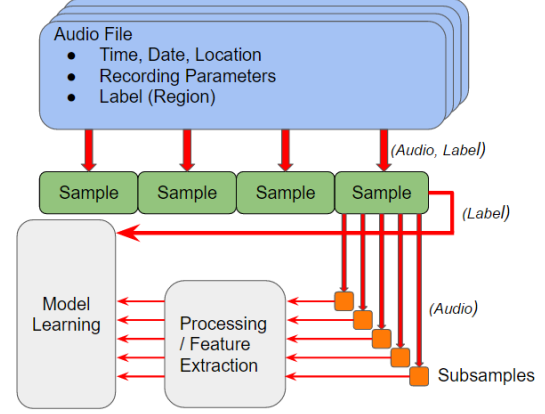 Audio File
● Time, Date, Location
● Recording Parameters
● Label (Region)
(Audio, Label)
Sample Sample Sample Sample
(Label)
(Audio)
Model
Learning
Processing
/ Feature
Extraction
Subsamples